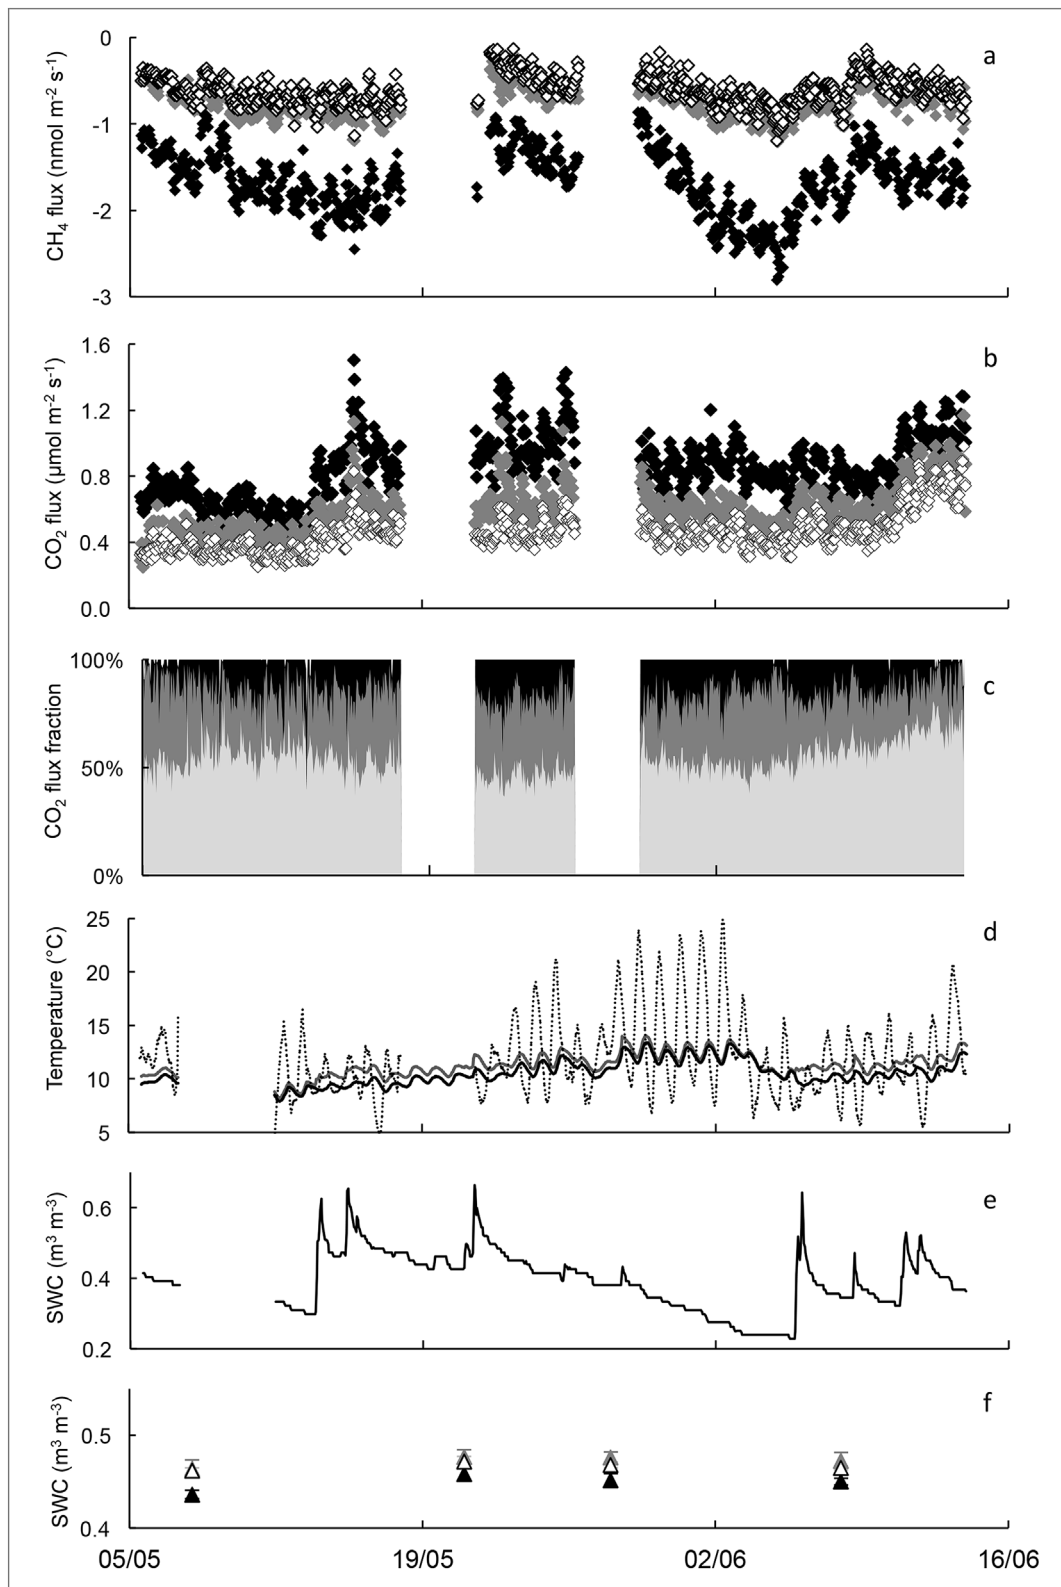 a
0
-1
-2
-3
CH4 flux (nmol m-2 s-1)
b
1.6
1.2
0.8
0.4
0.0
CO2 flux (µmol m-2 s-1)
c
100%
50%
0%
CO2 flux fraction
d
25
20
15
10
5
Temperature (°C)
e
0.6
0.4
0.2
SWC (m3 m-3)
f
0.5
0.4
SWC (m3 m-3)
05/05 19/05 02/06 16/06